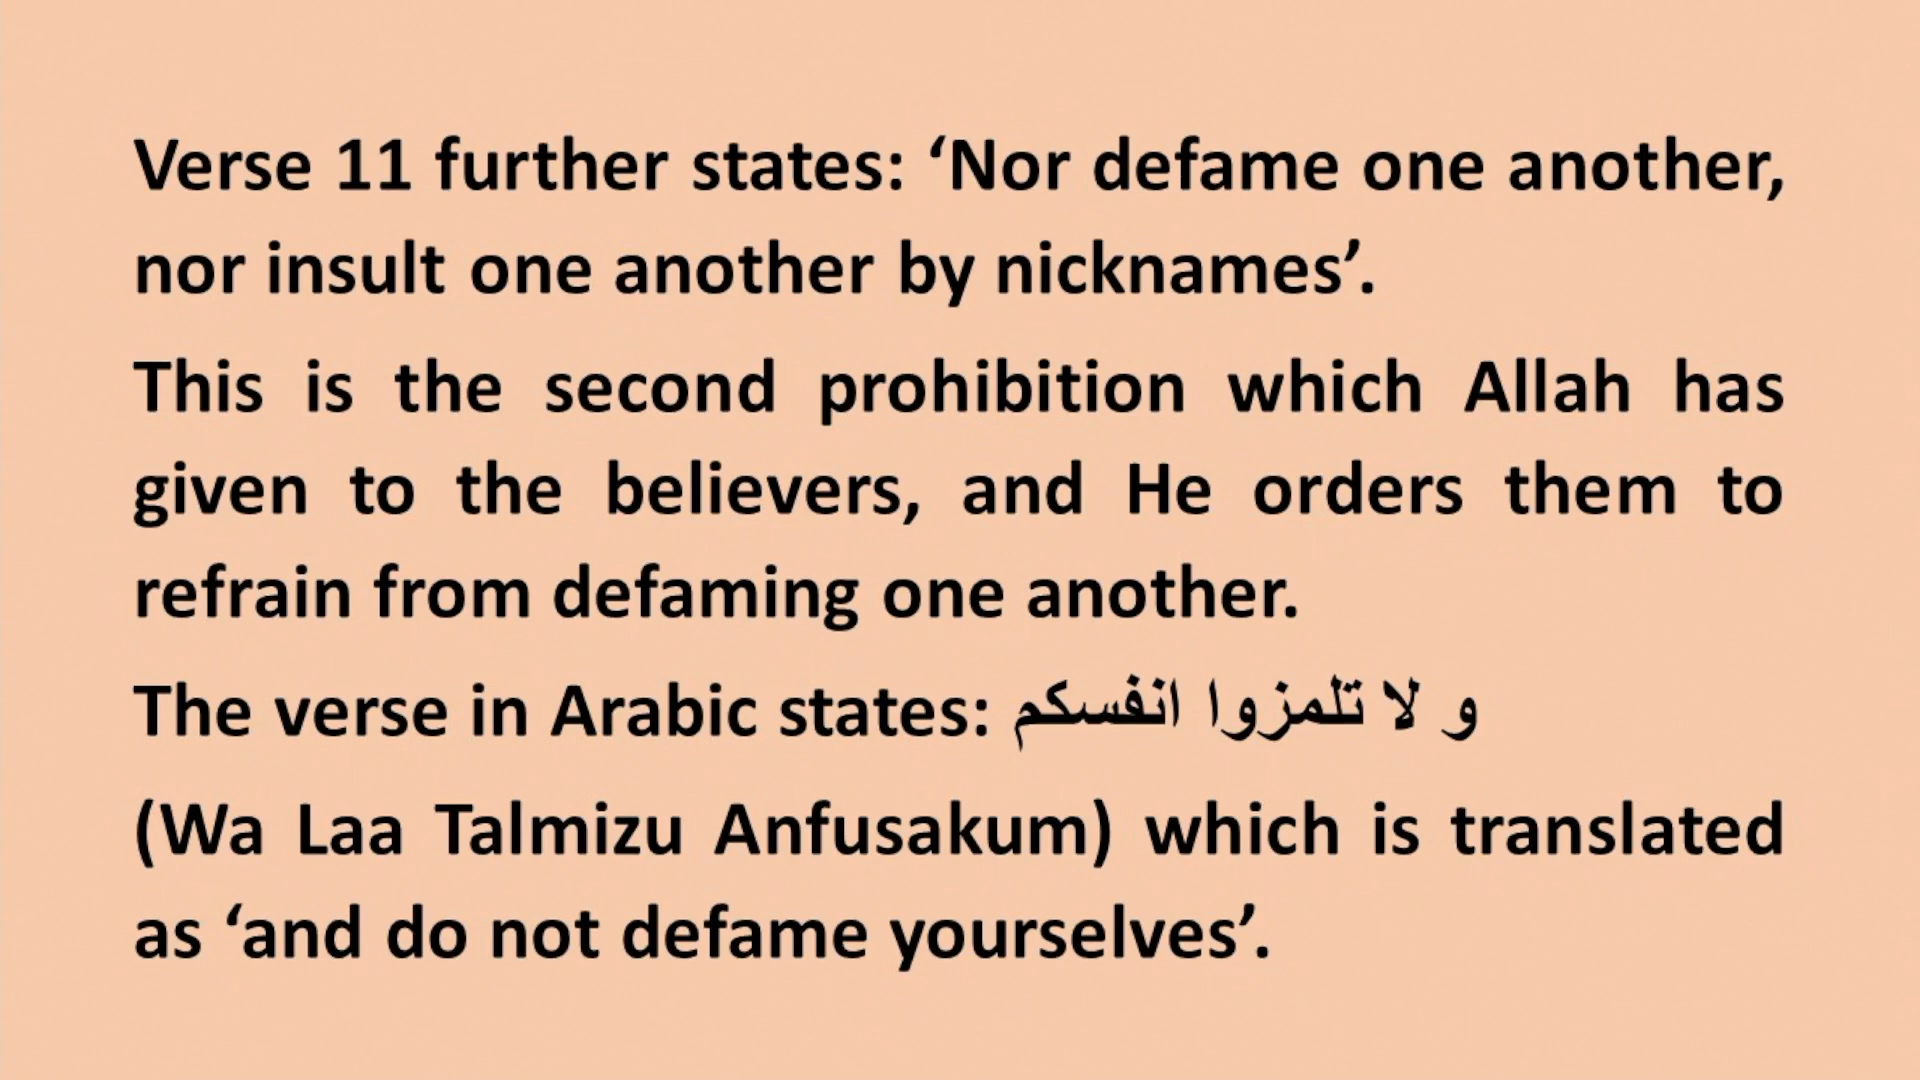 Verse 11 further states: ‘Nor defame one another,
nor insult one another by nicknames’.
This is the second prohibition which Allah has
given to the believers, and He orders them to
refrain from defaming one another.
The verse in Arabic states: و لا تلمزوا انفسكم
(Wa Laa Talmizu Anfusakum) which is translated
as ‘and do not defame yourselves’.